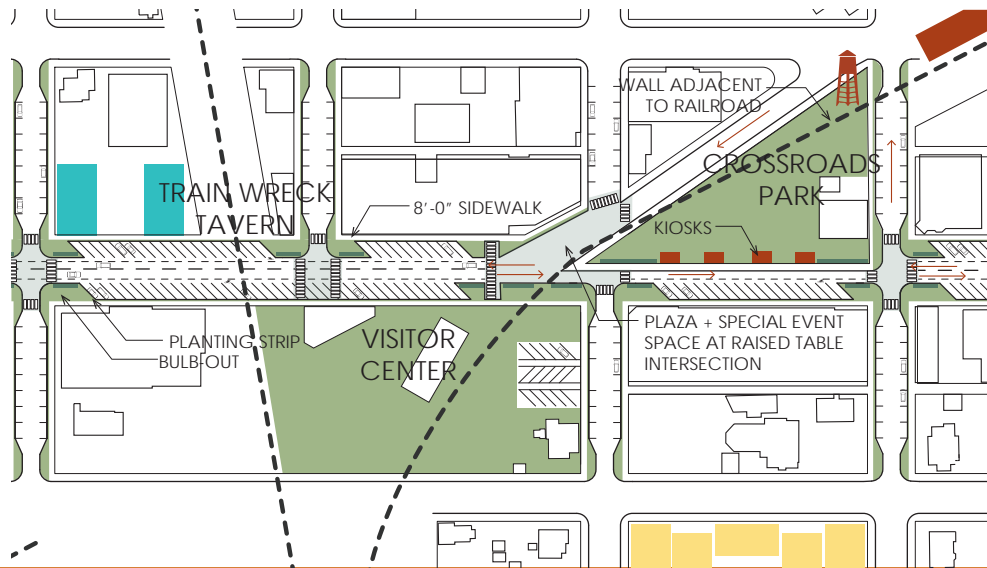 WALL ADJACENT
TO RAILROAD
CROSSROADS
PARK
TRAIN WRECK
TAVERN
8'-0" SIDEWALK
KIOSKS
PLANTING STRIP
BULB-OUT
VISITOR
CENTER
PLAZA + SPECIAL EVENT
SPACE AT RAISED TABLE
INTERSECTION